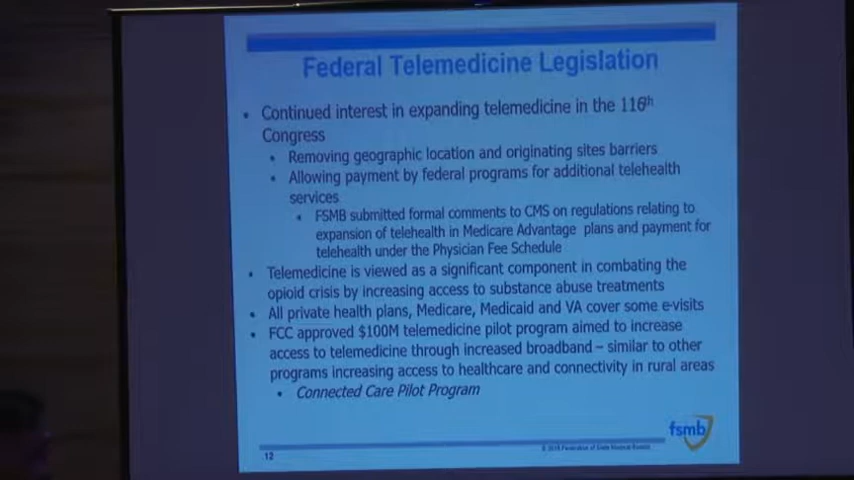 Federal Telemedicine Legislation
• Continued interest in expanding telemedicine in the 116th
Congress
• Removing geographic location and originating sites barriers
• Allowing payment by federal programs for additional telehealth
services
• FSMB submitted formal comments to CMS on regulations relating to
expansion of telehealth in Medicare Advantage plans and payment for
telehealth under the Physician Fee Schedule
• Telemedicine is viewed as a significant component in combating the
opioid crisis by increasing access to substance abuse treatments
• All private health plans, Medicare, Medicaid and VA cover some e-visits
• FCC approved $100M telemedicine pilot program aimed to increase
access to telemedicine through increased broadband – similar to other
programs increasing access to healthcare and connectivity in rural areas
• Connected Care Pilot Program
fsmb
12
Federation of State Medical Boards